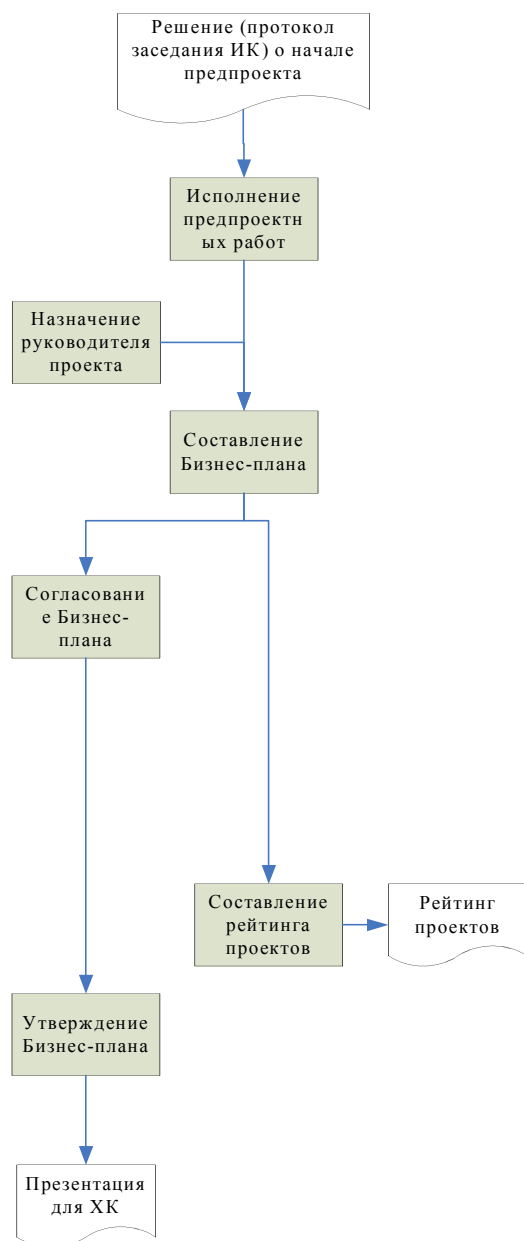 Решение (протокол
заседания ИК) о начале
предпроекта
Исполнение
предпроектн
ых работ
Назначение
руководителя
проекта
Составление
Бизнес-плана
Согласовани
е Бизнес-
плана
Составление
рейтинга
проектов
Рейтинг
проектов
Утверждение
Бизнес-плана
Презентация
для ХК